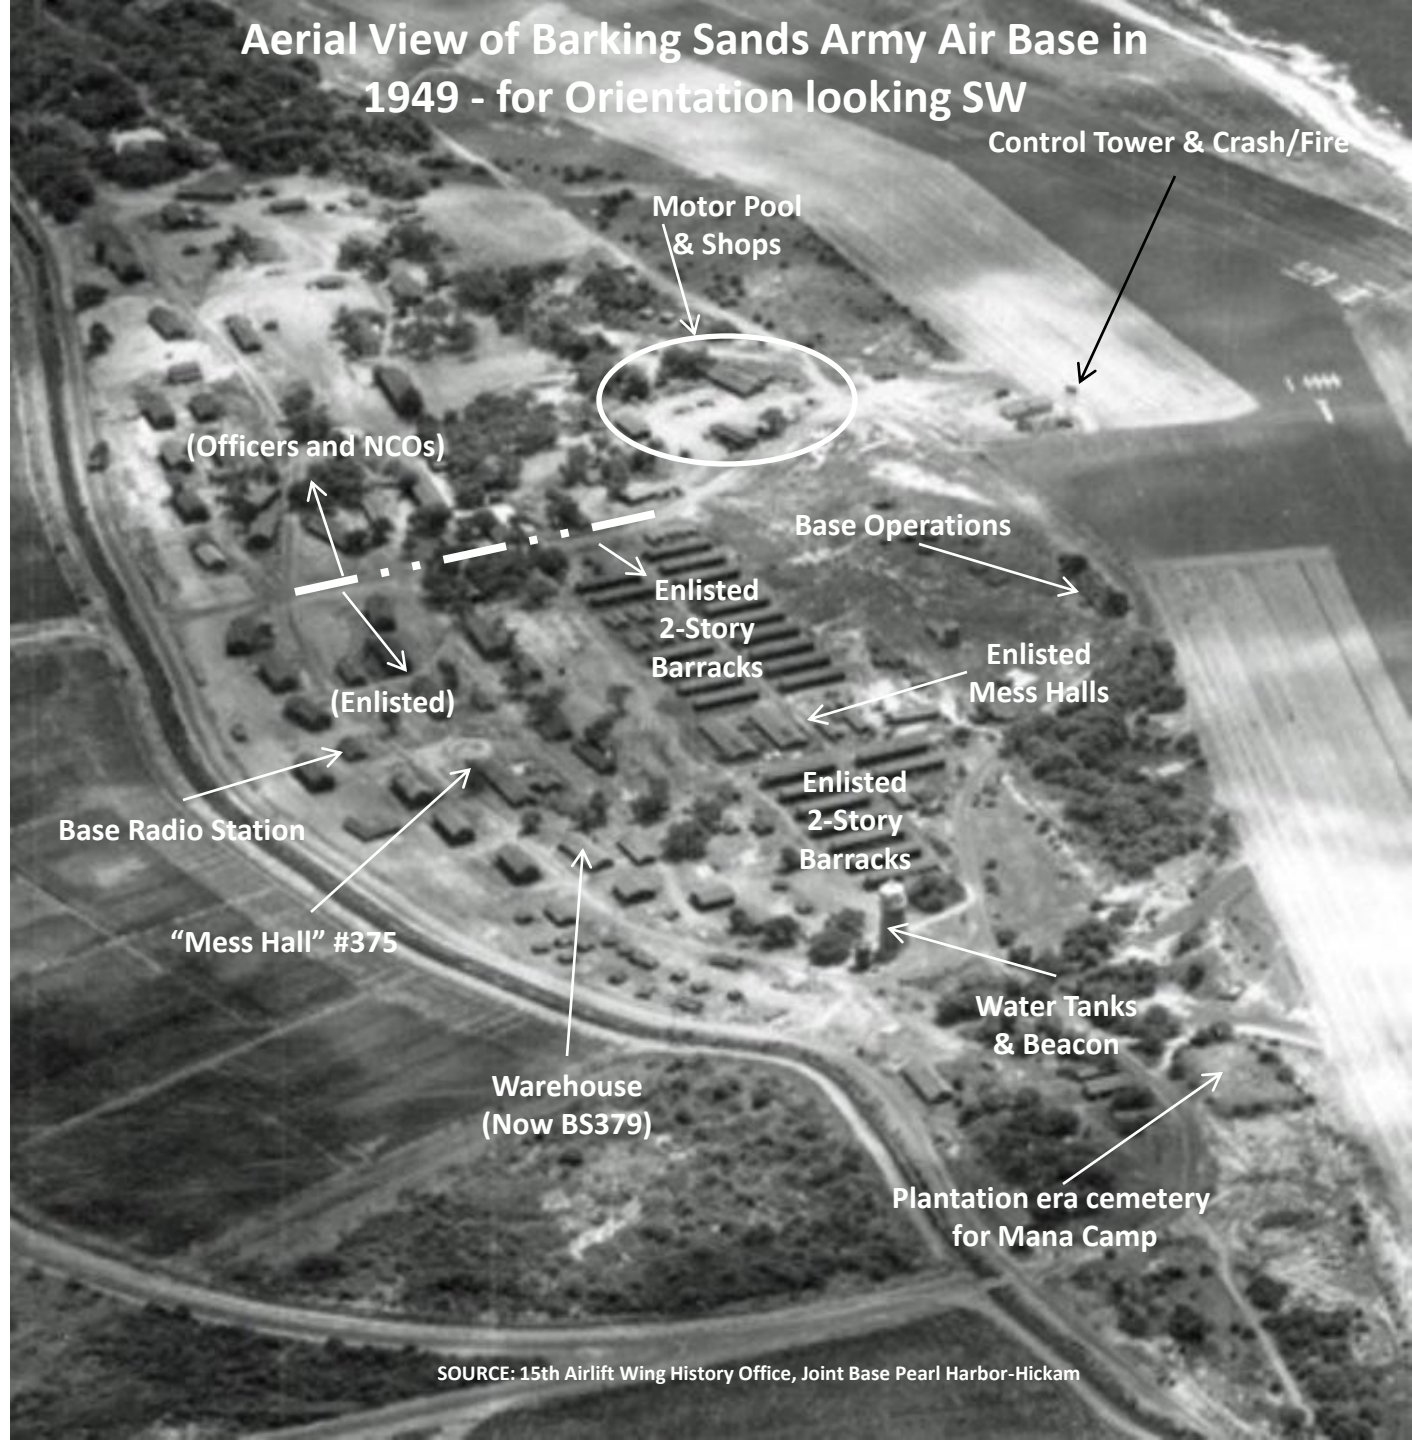 Aerial View of Barking Sands Army Air Base in
1949 - for Orientation looking SW
Control Tower & Crash/Fire
Motor Pool
& Shops
(Officers and NCOs)
Base Operations
Enlisted
2-Story
Barracks
Enlisted
Mess Halls
(Enlisted)
Enlisted
2-Story
Barracks
Base Radio Station
“Mess Hall” #375
Water Tanks
& Beacon
Warehouse
(Now BS379)
Plantation era cemetery
for Mana Camp
SOURCE: 15th Airlift Wing History Office, Joint Base Pearl Harbor-Hickam